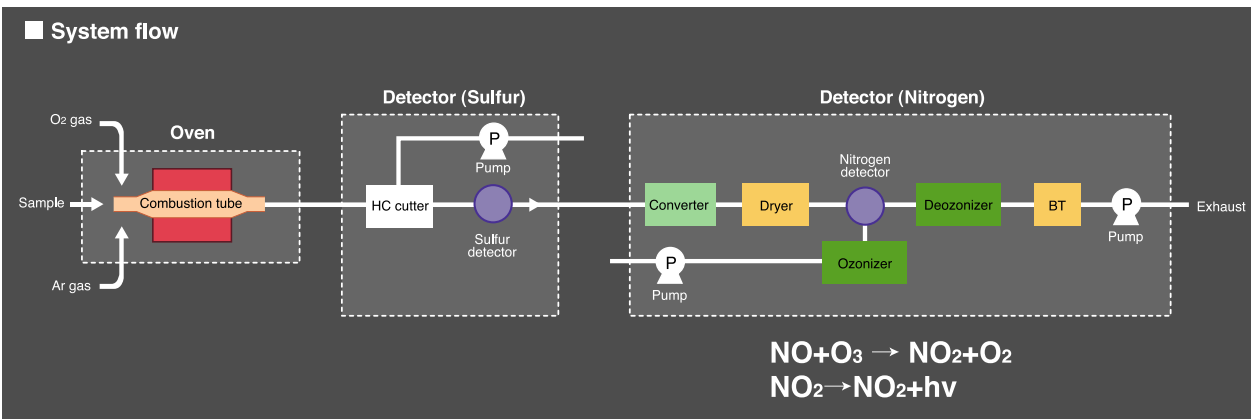 System flow
O2 gas
Sample
Ar gas
Oven
Combustion tube
Detector (Sulfur)
P
Pump
HC cutter
Sulfur
detector
Detector (Nitrogen)
Nitrogen
detector
Converter
Dryer
Deozonizer
BT
P
Pump
Exhaust
P
Pump
Ozonizer
NO+O3 → NO2+O2
NO2→NO2+hv